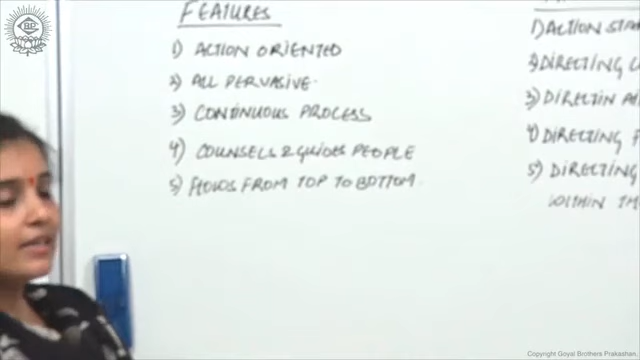 FEATURES
1) ACTION ORIENTED
2) ALL PERVASIVE.
3) CONTINUOUS PROCESS
4) COUNSELS & GUIDES PEOPLE
5) FLOWS FROM TOP TO BOTTOM.
1) ACTION
2) DIRECTING
3) DIRECTIN
4) DIRECTING
5) DIRECTING
WITHIN
Copyright Goyal Brothers Prakashan